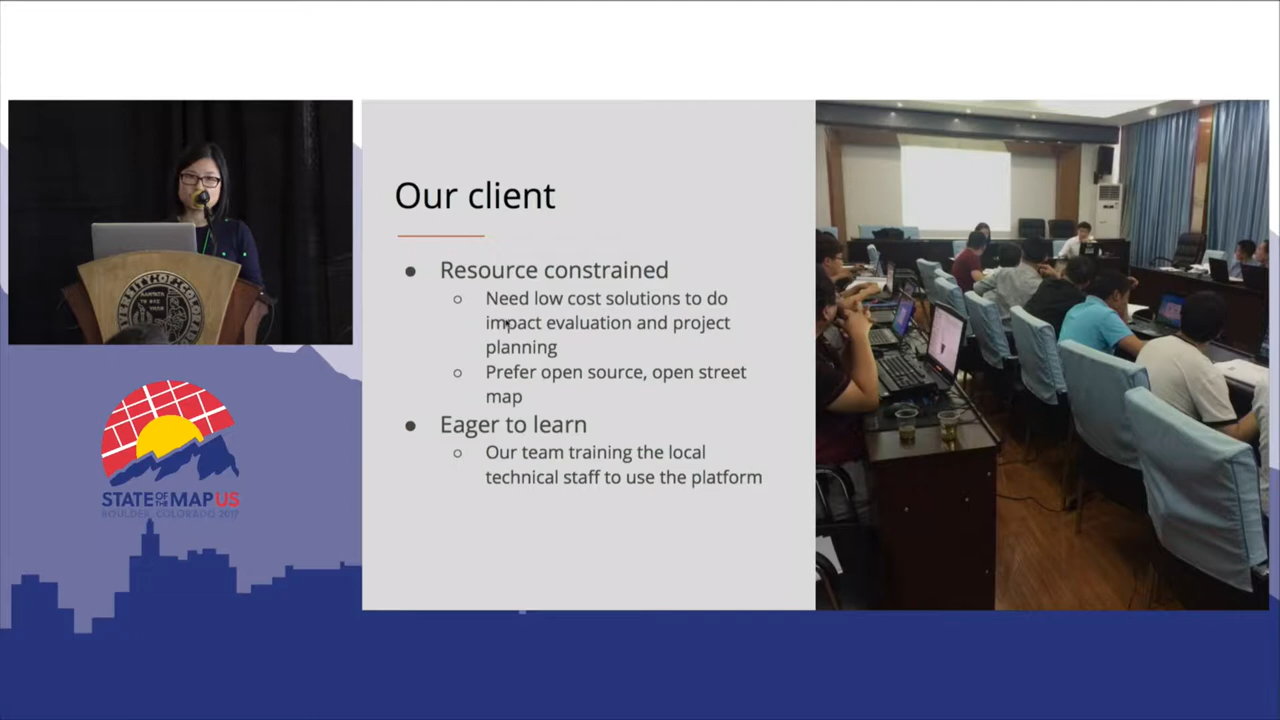 Our client
● Resource constrained
○ Need low cost solutions to do
impact evaluation and project
planning
○ Prefer open source, open street
map
● Eager to learn
○ Our team training the local
technical staff to use the platform
STATE OF THE MAP US
BOULDER, COLORADO 2017